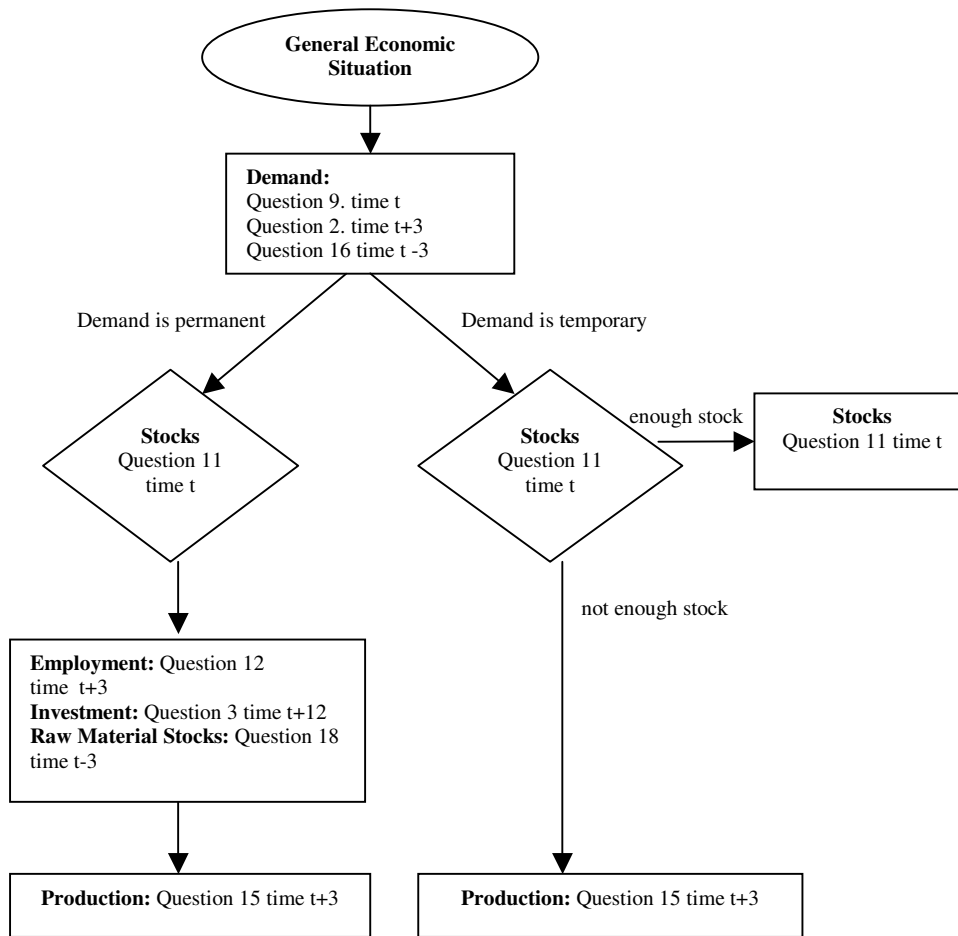 General Economic
Situation
Demand:
Question 9. time t
Question 2. time t+3
Question 16 time t -3
Demand is permanent
Demand is temporary
Stocks
Question 11
time t
Stocks
Question 11
time t
enough stock
Stocks
Question 11 time t
not enough stock
Employment: Question 12
time t+3
Investment: Question 3 time t+12
Raw Material Stocks: Question 18
time t-3
Production: Question 15 time t+3
Production: Question 15 time t+3